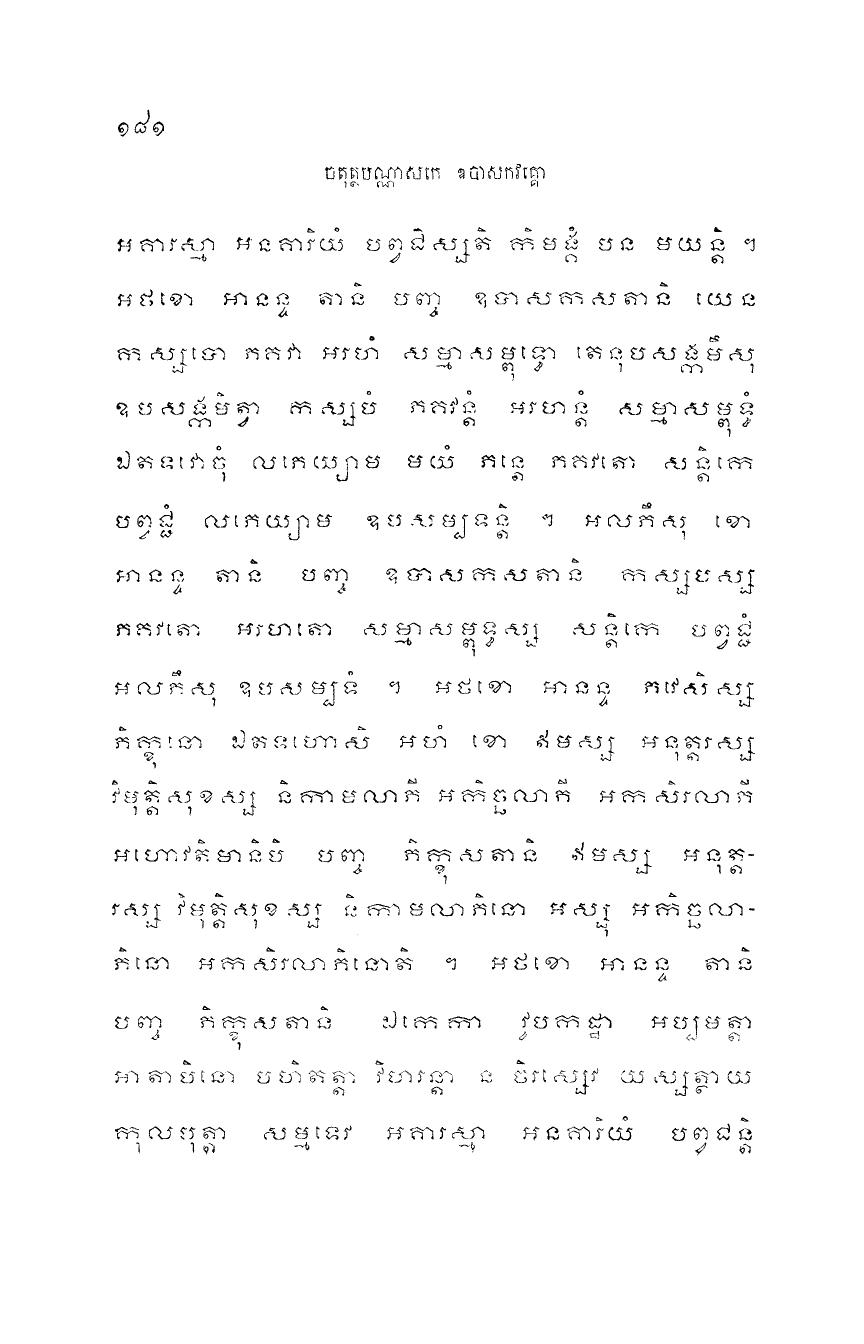 ១៨១
ចតុត្ថបណ្ណាសកេ ឧបាសកវគ្គោ
អគារស្មា អនគារិយំ បព្វជិស្សតិ កិមង្គំ បន មយន្តិ ។
អថខោ អានន្ទ តានិ បញ្ច ឧបាសកសតានិ យេន
កស្សបោ ភគវា អរហំ សម្មាសម្ពុទ្ធោ តេនុបសង្កមឹសុ
ឧបសង្កមិត្វា កស្សបំ ភគវន្តំ អរហន្តំ សម្មាសម្ពុទ្ធំ
ឯតទវោចុំ លភេយ្យាម មយំ ភន្តេ ភគវតោ សន្តិកេ
បព្វជ្ជំ លភេយ្យាម ឧបសម្បទន្តិ ។ អលភឹសុ ខោ
អានន្ទ តានិ បញ្ច ឧបាសកសតានិ កស្សបស្ស
ភគវតោ អរហតោ សម្មាសម្ពុទ្ធស្ស សន្តិកេ បព្វជ្ជំ
អលភឹសុ ឧបសម្បទំ ។ អថខោ អានន្ទ គវេសិស្ស
ភិក្ខុនោ ឯតទហោសិ អហំ ខោ ឥមស្ស អនុត្តរស្ស
វិមុត្តិសុខស្ស និកាមលាភី អកិច្ឆលាភី អកសិរលាភី
អហោវតិមានិបិ បញ្ច ភិក្ខុសតានិ ឥមស្ស អនុត្ត-
រស្ស វិមុត្តិសុខស្ស និកាមលាភិនោ អស្សុ អកិច្ឆលា-
ភិនោ អកសិរលាភិនោតិ ។ អថខោ អានន្ទ តានិ
បញ្ច ភិក្ខុសតានិ ឯកេកា វូបកដ្ឋា អប្បមត្តា
អាតាបិនោ បហិតត្តា វិហរន្តា ន ចិរស្សេវ យស្សត្ថាយ
កុលបុត្តា សម្មទេវ អគារស្មា អនគារិយំ បព្វជន្តិ